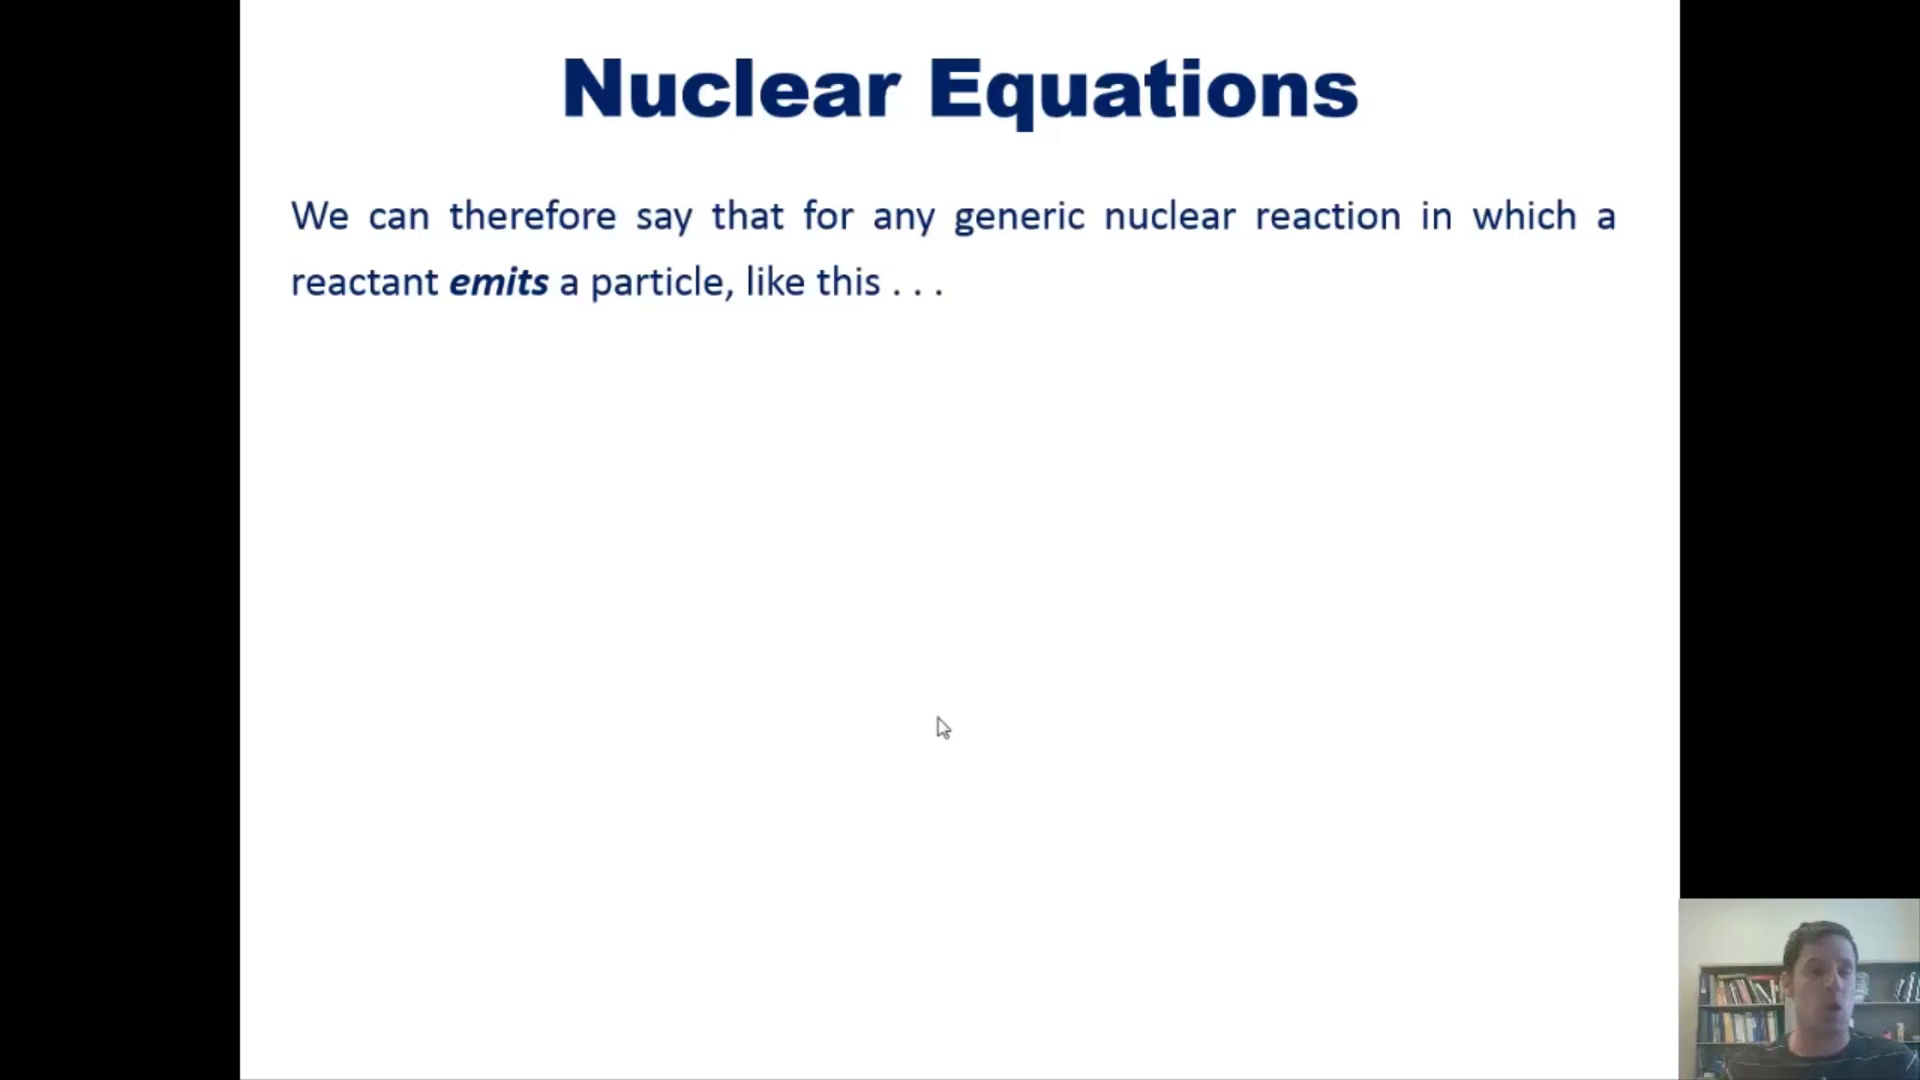 Nuclear Equations
We can therefore say that for any generic nuclear reaction in which a
reactant emits a particle, like this . . .